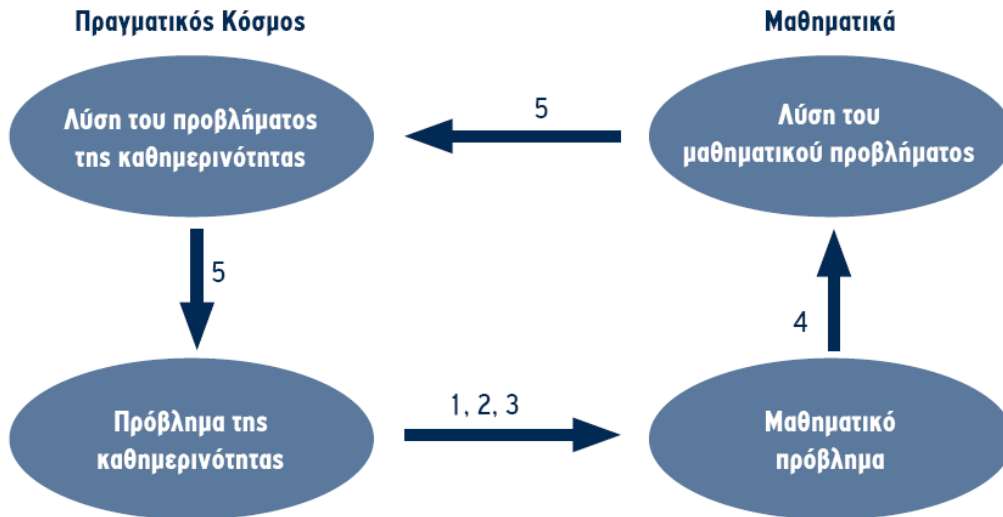 Πραγματικός Κόσμος
Μαθηματικά
Λύση του προβλήματος
της καθημερινότητας
5
Λύση του
μαθηματικού προβλήματος
5
4
Πρόβλημα της
καθημερινότητας
1, 2, 3
Μαθηματικό
πρόβλημα